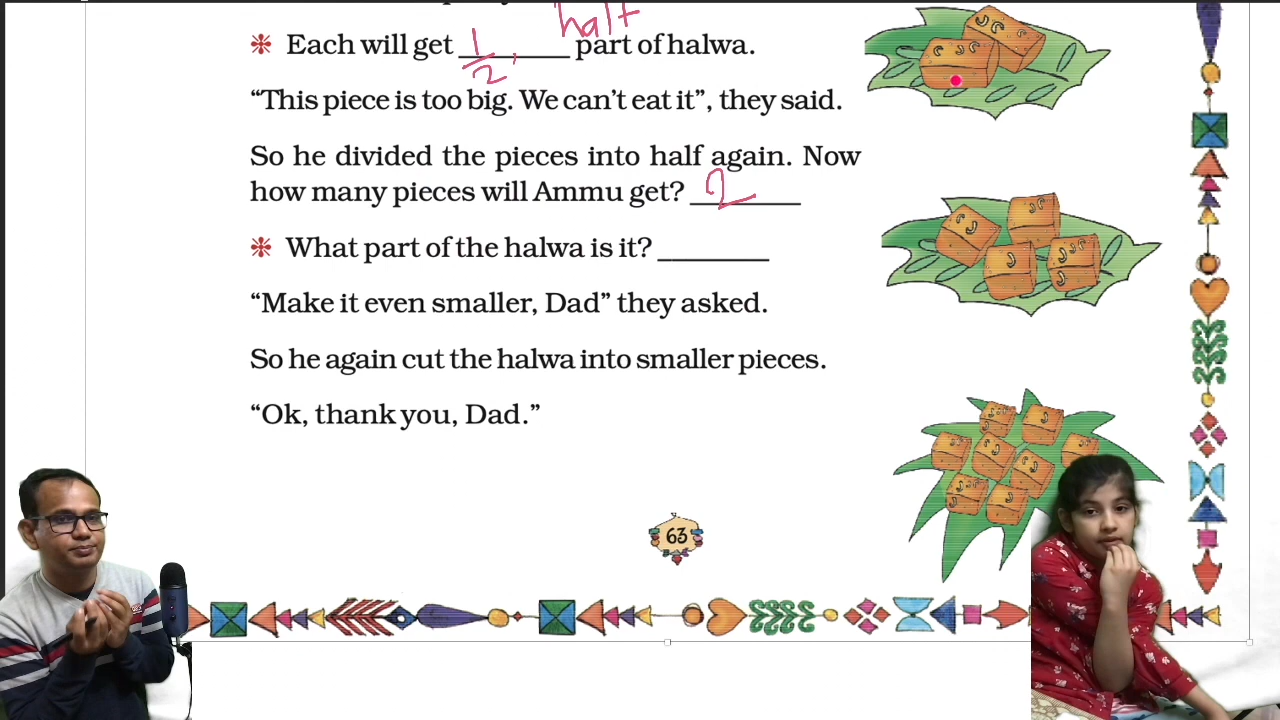 half
❋ Each will get 1/2 part of halwa.
“This piece is too big. We can’t eat it”, they said.
So he divided the pieces into half again. Now
how many pieces will Ammu get? 2
❋ What part of the halwa is it? ________
“Make it even smaller, Dad” they asked.
So he again cut the halwa into smaller pieces.
“Ok, thank you, Dad.”
63